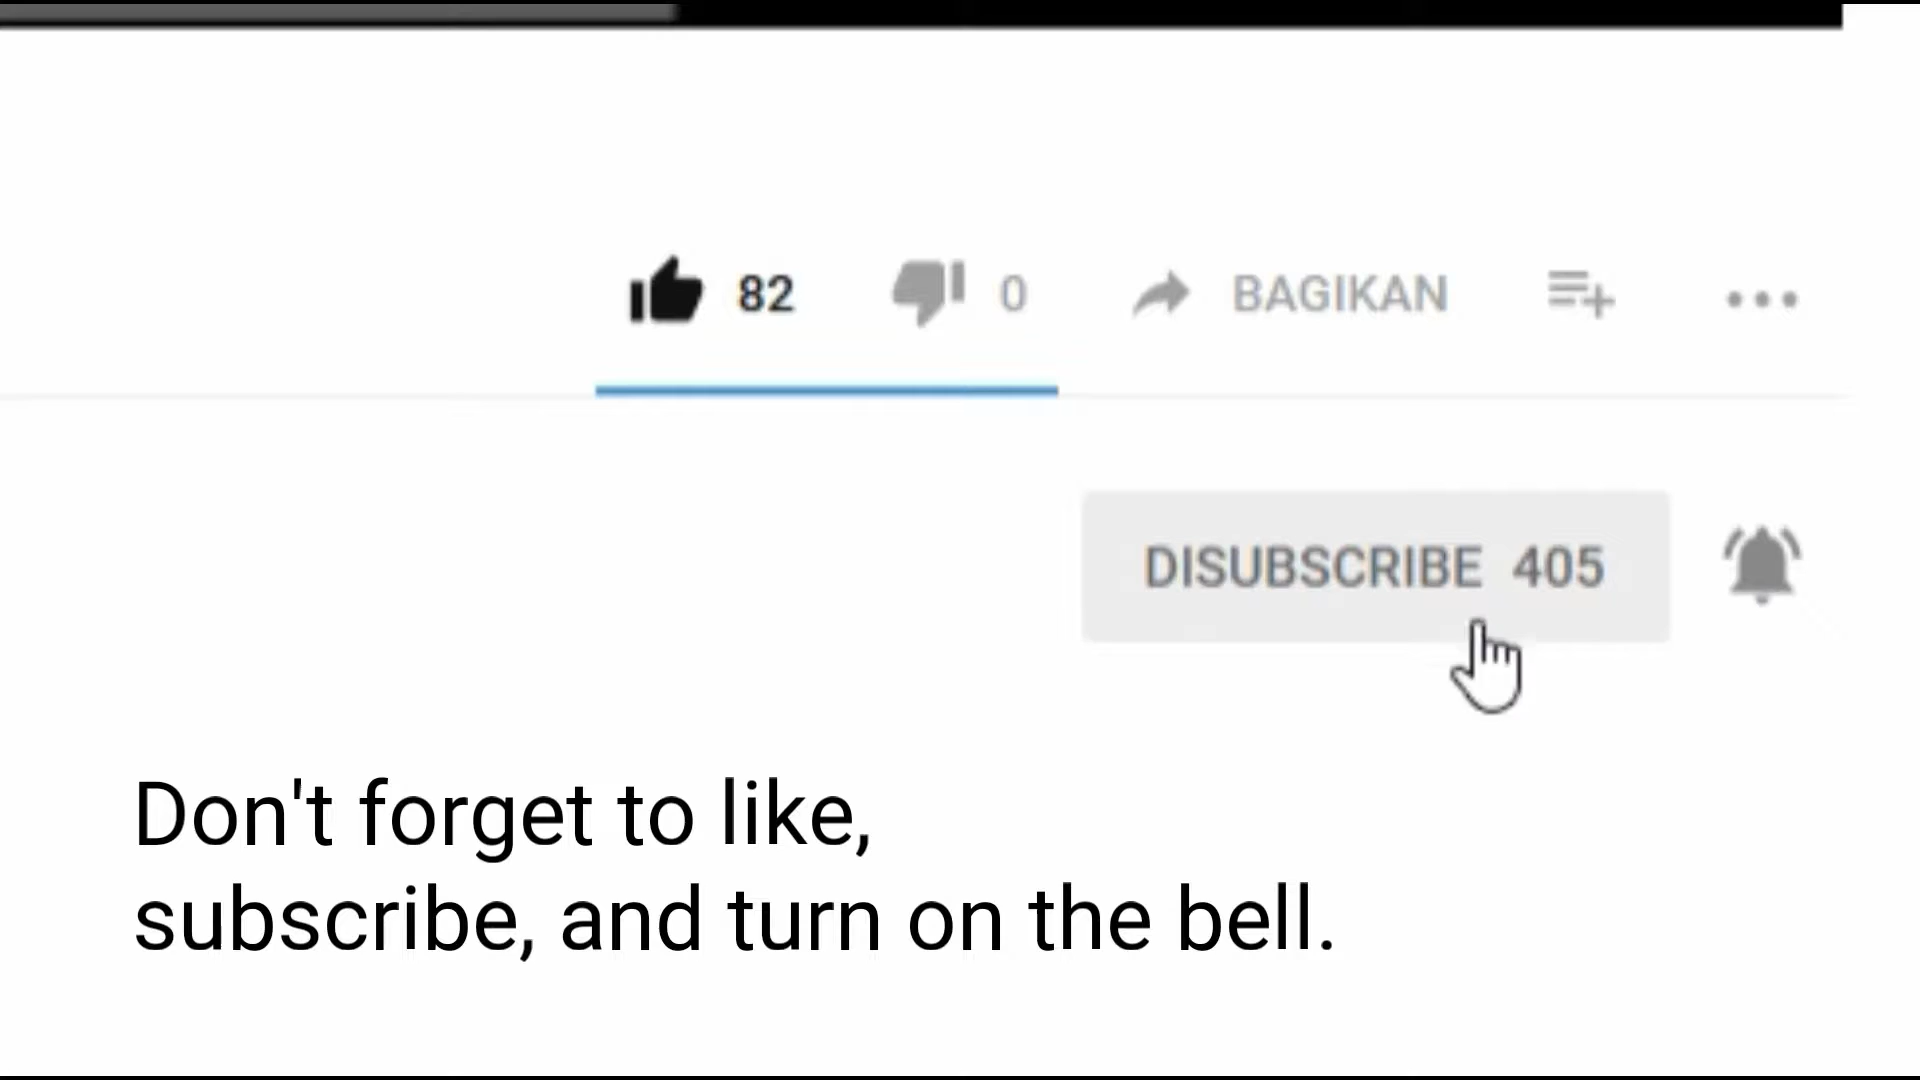 82 0 BAGIKAN
DISUBSCRIBE 405
Don't forget to like,
subscribe, and turn on the bell.